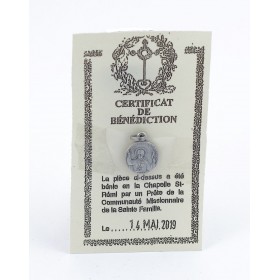 CERTIFICAT
DE
BÉNÉDICTION
La pièce ci-dessus a été
bénie en la Chapelle St-
Rémi par un Prêtre de la
Communauté Missionnaire
de la Sainte Famille.
Le 14 MAI 2019